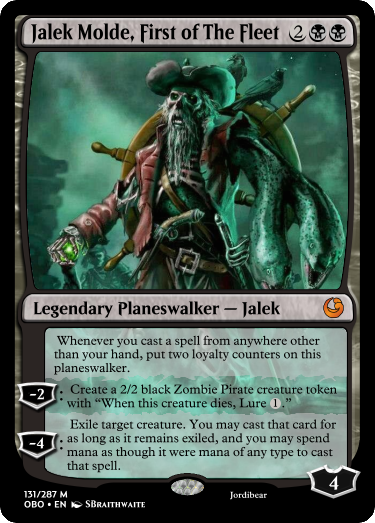 Jalek Molde, First of The Fleet 2
Legendary Planeswalker — Jalek
Whenever you cast a spell from anywhere other
than your hand, put two loyalty counters on this
planeswalker.
-2: Create a 2/2 black Zombie Pirate creature token
with “When this creature dies, Lure 1.”
-4: Exile target creature. You may cast that card for
as long as it remains exiled, and you may spend
mana as though it were mana of any type to cast
that spell.
4
131/287 M
OBO • EN SBraithwaite
Jordibear